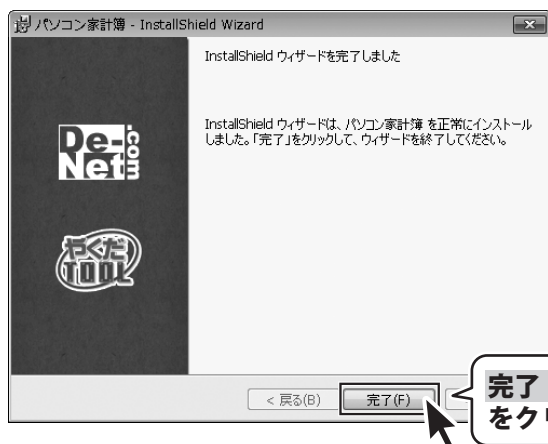 パソコン家計簿 - InstallShield Wizard
InstallShield ウィザードを完了しました
InstallShield ウィザードは、パソコン家計簿 を正常にインストール
しました。「完了」をクリックして、ウィザードを終了してください。
De-Net.com
やくだ
TOOL
< 戻る(B)
完了(F)
完了
をク